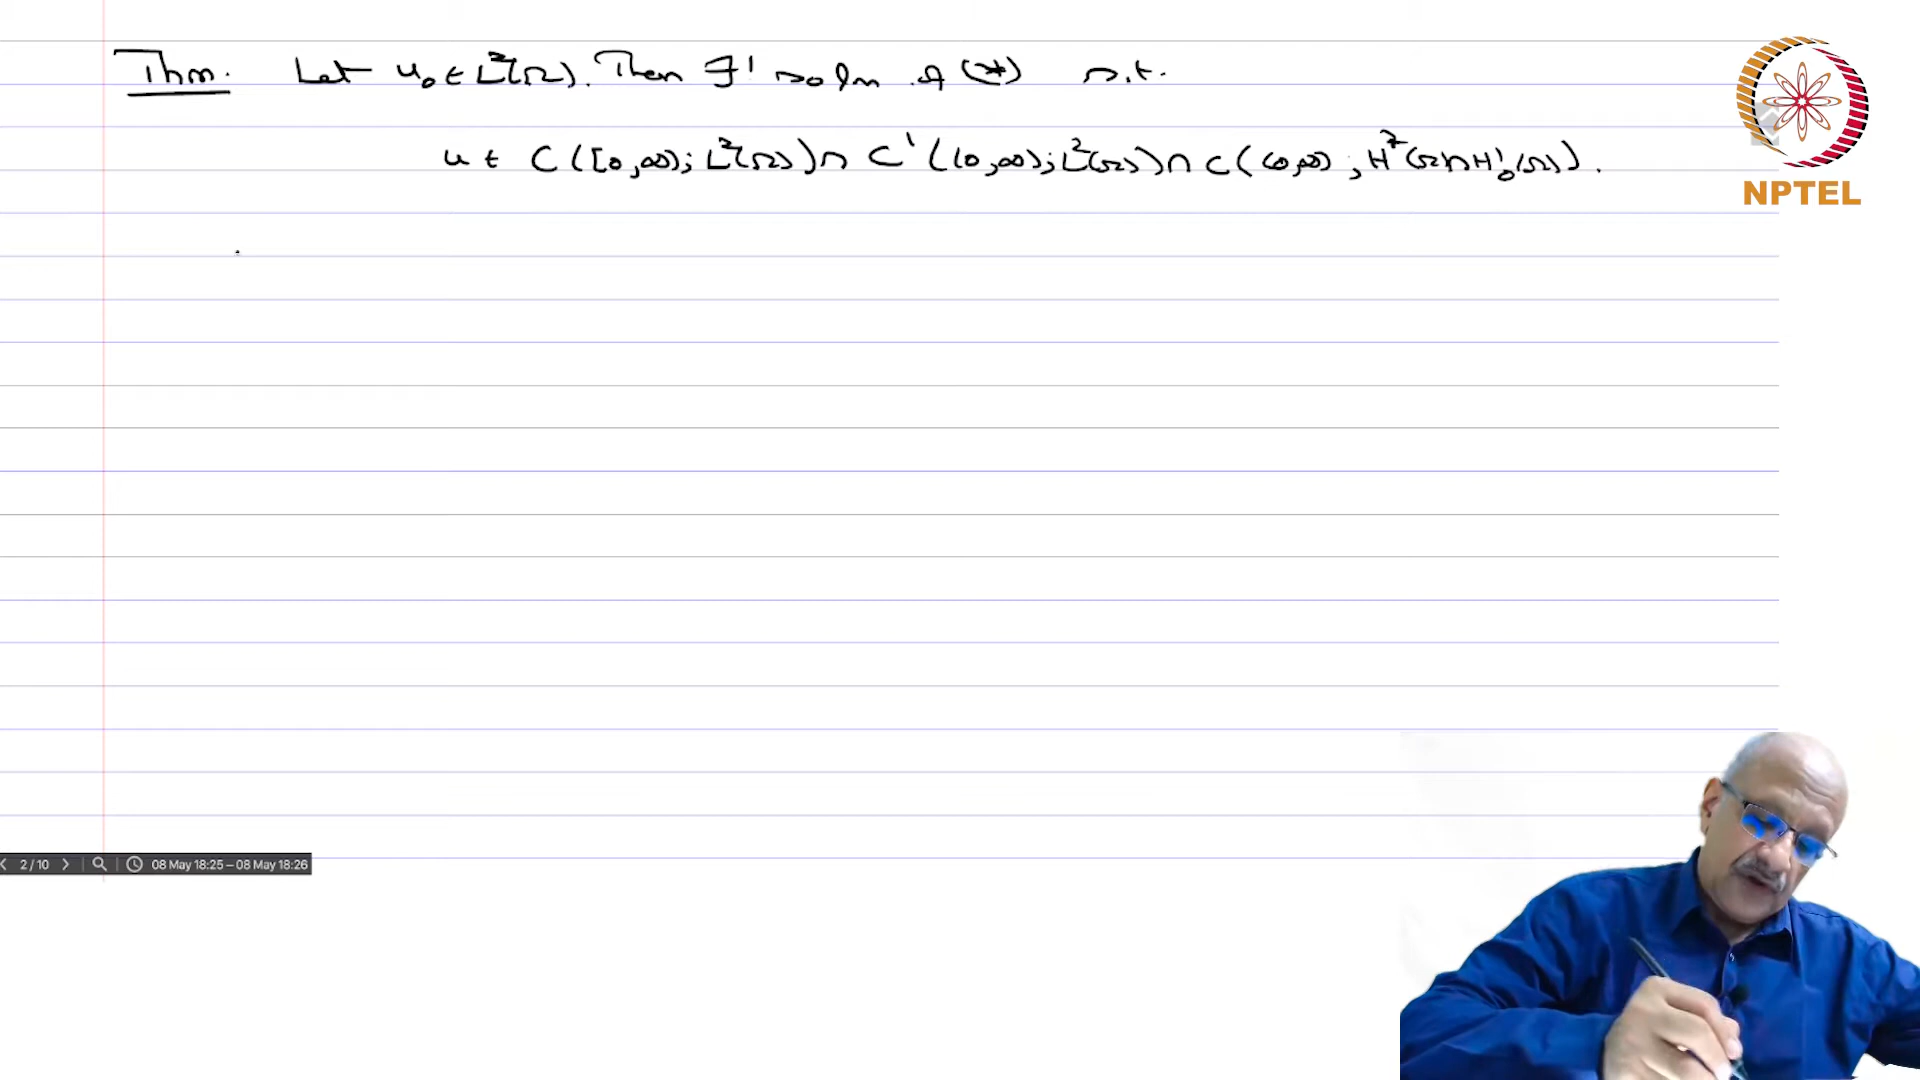 Thm. Let u₀ ∈ L²(Ω). Then ∃! soln of (*) s.t.
u ∈ C([0,∞); L²(Ω)) ∩ C¹((0,∞); L²(Ω)) ∩ C((0,∞); H²(Ω) ∩ H¹₀(Ω)).
NPTEL
2/10 08 May 18:25 – 08 May 18:26